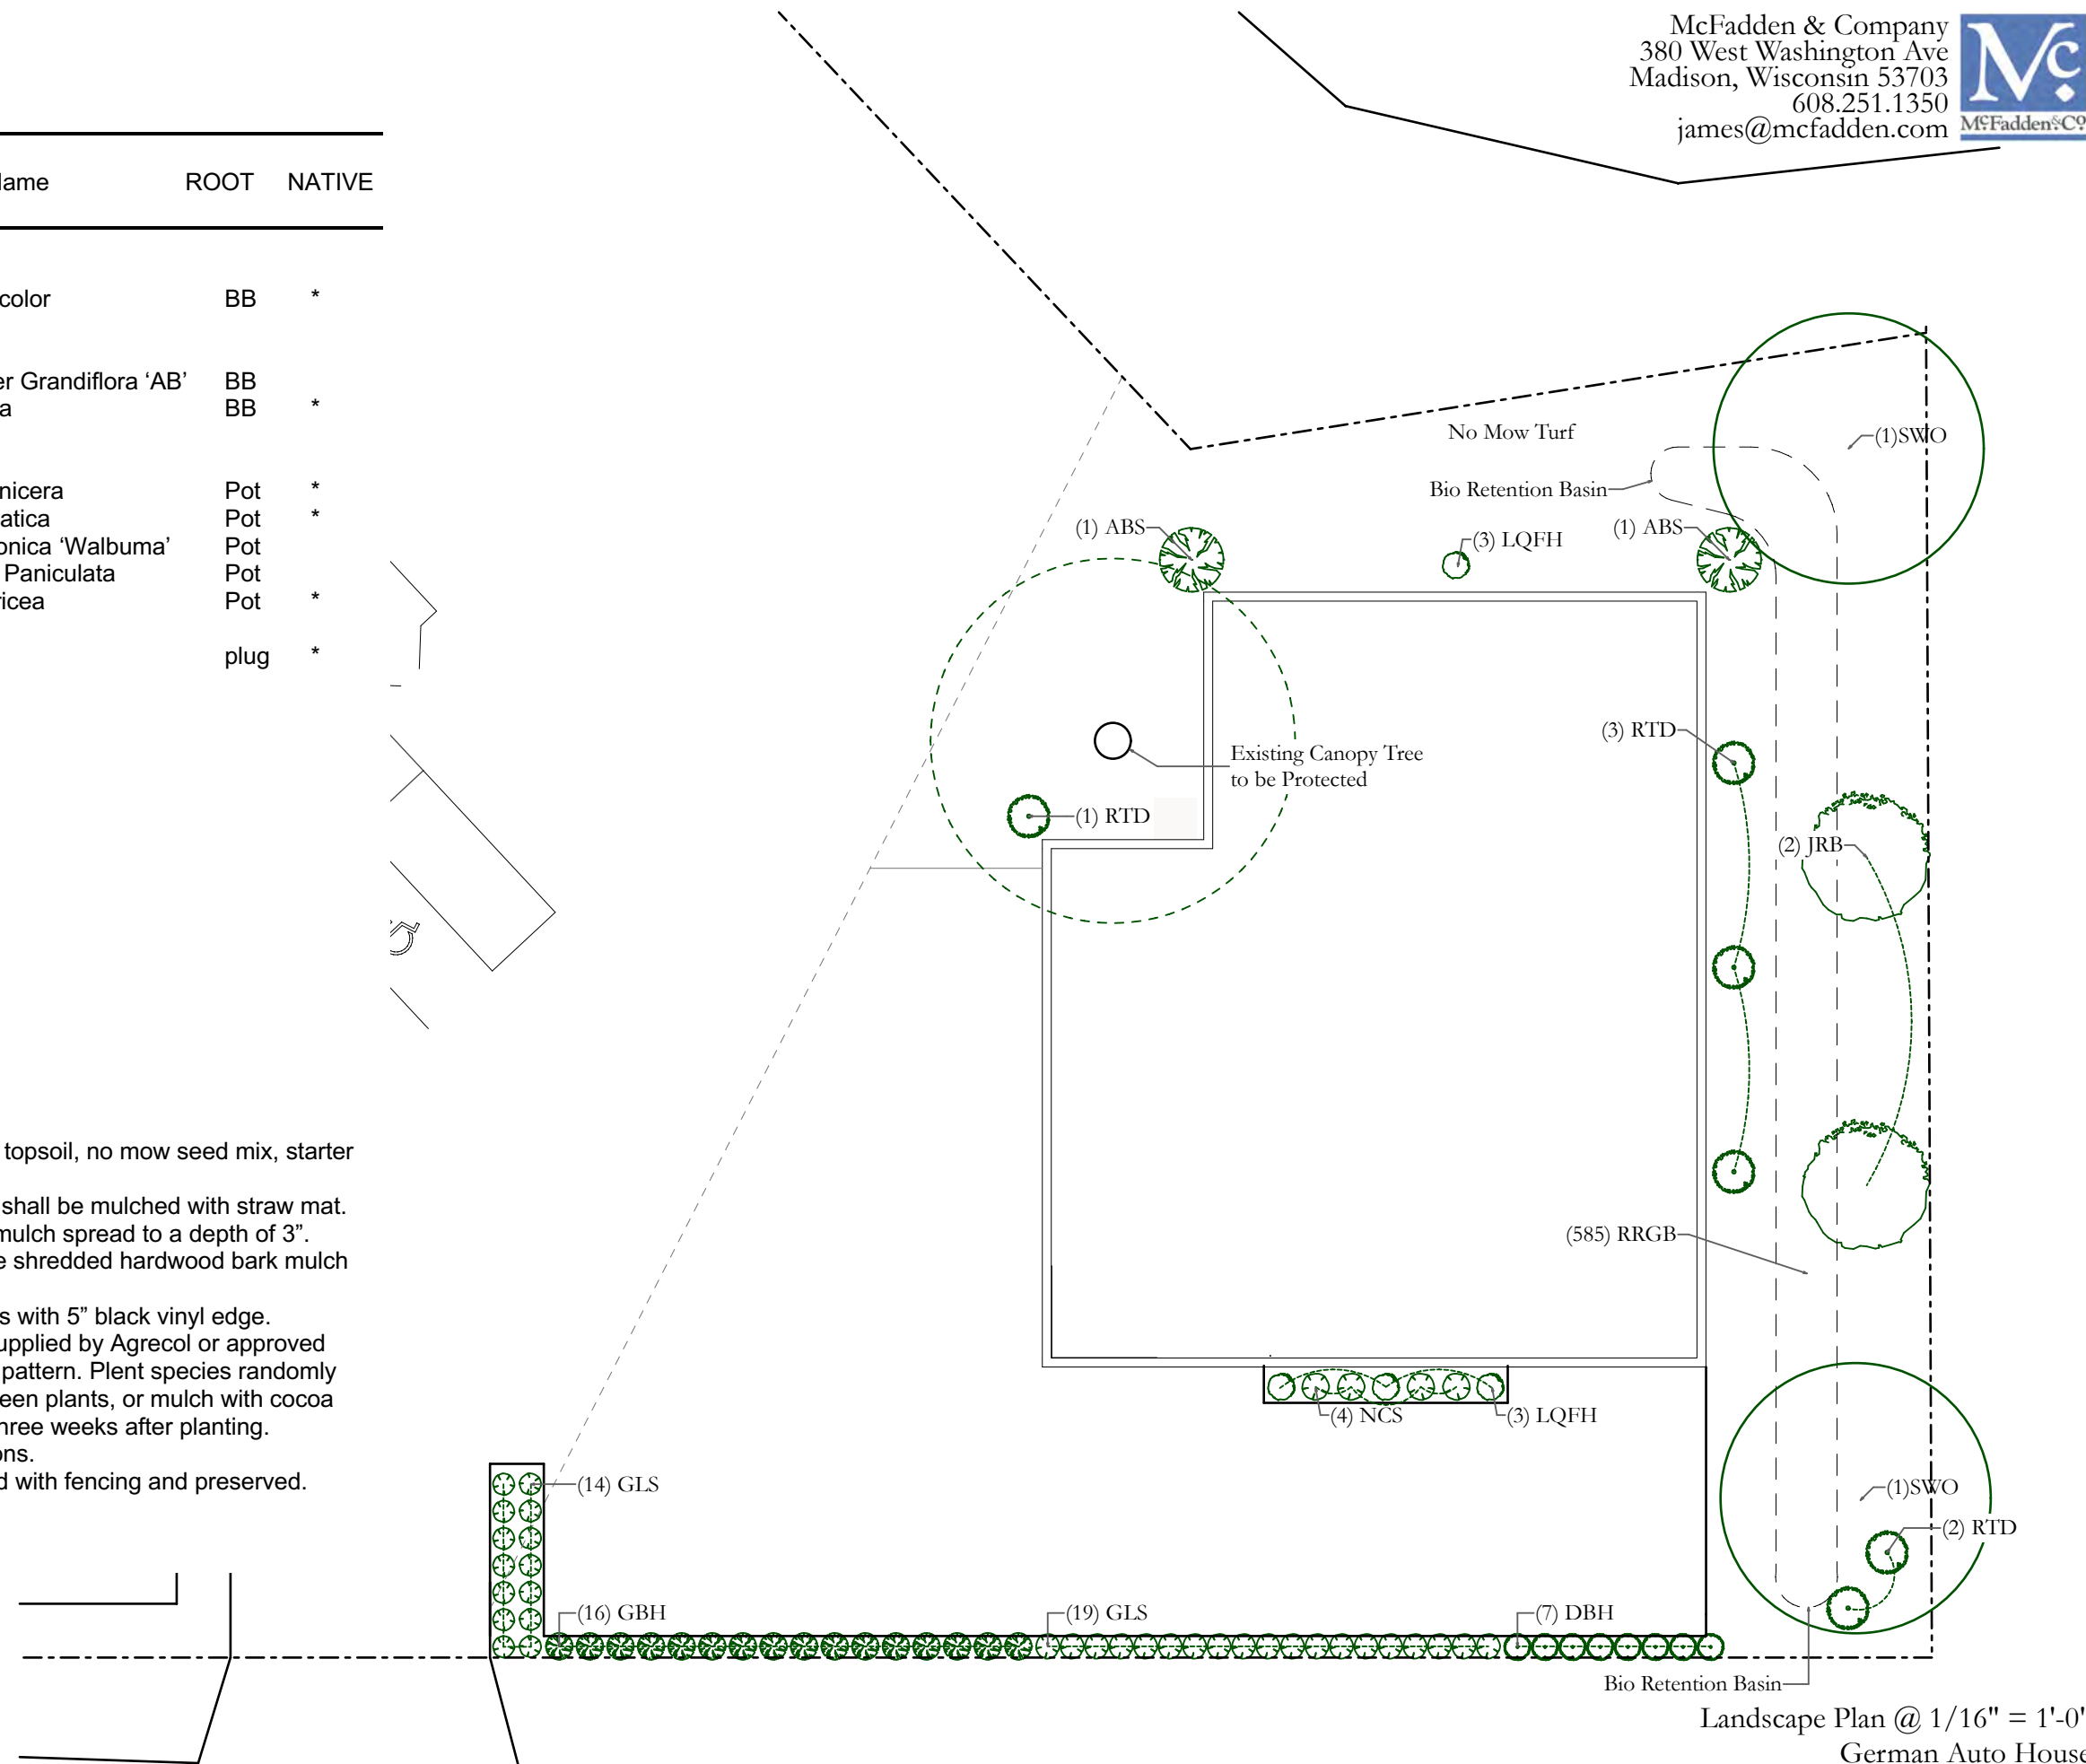 McFadden & Company
380 West Washington Ave
Madison, Wisconsin 53703
608.251.1350
james@mcfadden.com
Mc
McFadden & Co
lame ROOT NATIVE
color BB *
er Grandiflora ‘AB’ BB
a BB *
nicera Pot *
atica Pot *
onica ‘Walbuma’ Pot
Paniculata Pot
ricea Pot *
plug *
No Mow Turf
(1)SWO
Bio Retention Basin
(1) ABS
(3) LQFH
(1) ABS
(3) RTD
Existing Canopy Tree
to be Protected
(1) RTD
(2) JRB
(585) RRGB
topsoil, no mow seed mix, starter
shall be mulched with straw mat.
mulch spread to a depth of 3”.
e shredded hardwood bark mulch
s with 5” black vinyl edge.
upplied by Agrecol or approved
pattern. Plent species randomly
een plants, or mulch with cocoa
hree weeks after planting.
ons.
d with fencing and preserved.
(4) NCS
(3) LQFH
(14) GLS
(1)SWO
(2) RTD
(16) GBH
(19) GLS
(7) DBH
Bio Retention Basin
Landscape Plan @ 1/16" = 1'-0"
German Auto House